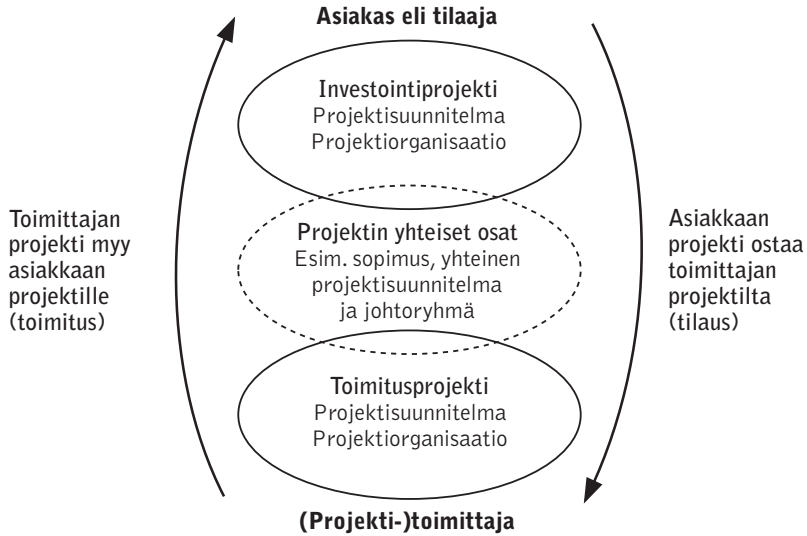 Asiakas eli tilaaja
Investointiprojekti
Projektisuunnitelma
Projektiorganisaatio
Toimittajan
projekti myy
asiakkaan
projektille
(toimitus)
Projektin yhteiset osat
Esim. sopimus, yhteinen
projektisuunnitelma
ja johtoryhmä
Asiakkaan
projekti ostaa
toimittajan
projektilta
(tilaus)
Toimitusprojekti
Projektisuunnitelma
Projektiorganisaatio
(Projekti-)toimittaja